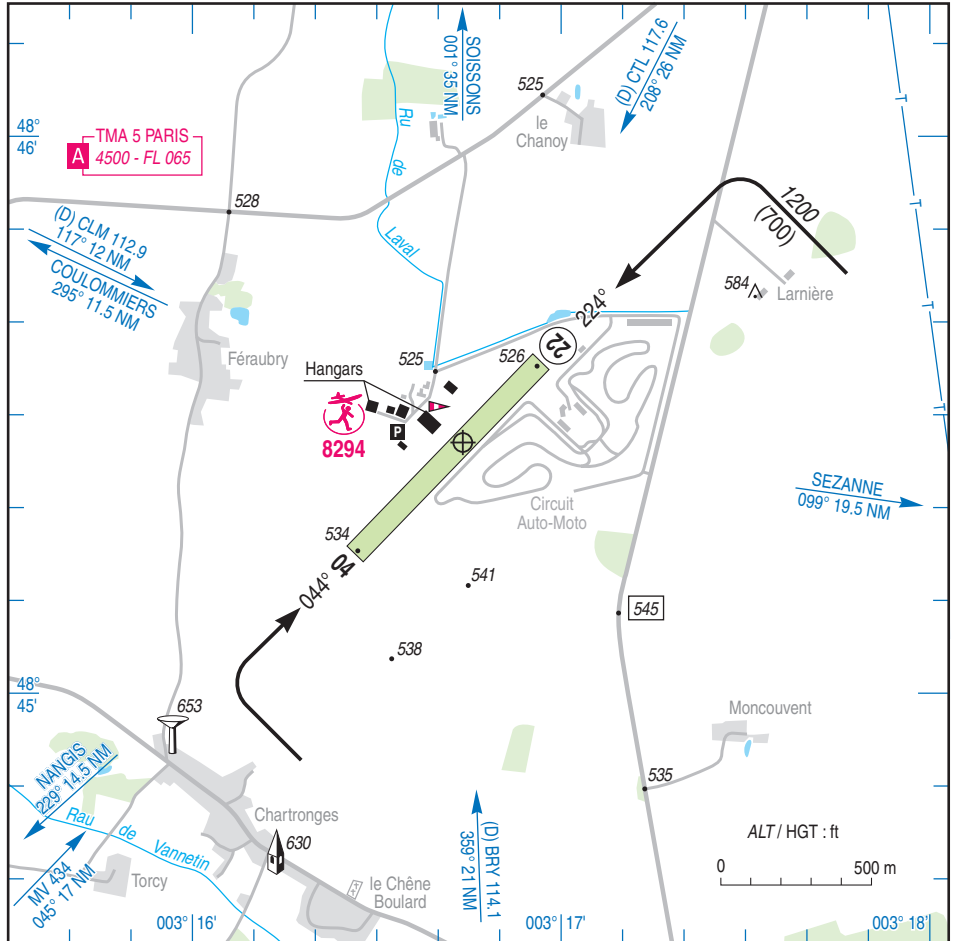 SOISSONS
001° 35 NM
(D) CTL 117.6
208° 26 NM
525
le
Chanoy
Ru de
Laval
48°
46'
TMA 5 PARIS
A
4500 - FL 065
528
(D) CLM 112.9
117° 12 NM
COULOMMIERS
295° 11.5 NM
1200
(700)
584
Larnière
T
T
T
T
224°
22
Féraubry
Hangars
525
526
P
8294
SEZANNE
099° 19.5 NM
Circuit
Auto-Moto
534
04
044°
541
545
538
48°
45'
653
Moncouvent
NANGIS
229° 14.5 NM
535
Chartronges
Rau de Vannetin
630
(D) BRY 114.1
359° 21 NM
ALT / HGT : ft
0
500 m
MV 434
045° 17 NM
Torcy
le Chêne
Boulard
003° 16'
003° 17'
003° 18'